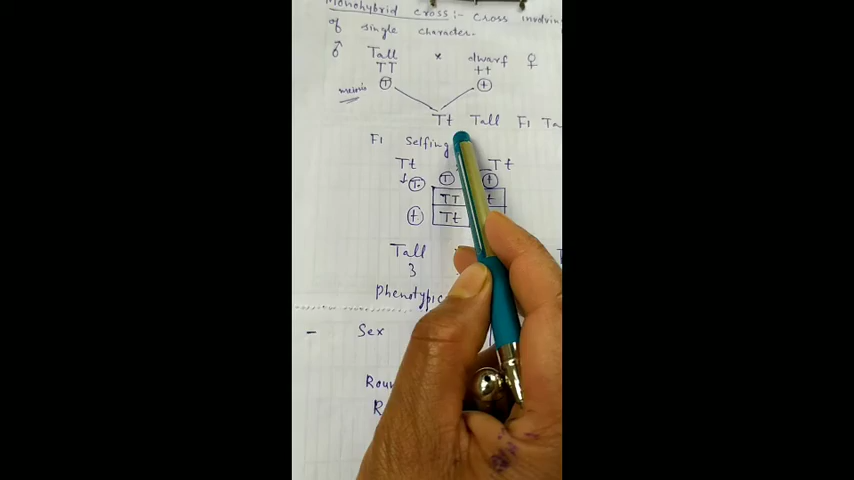 Monohybrid cross :- Cross involving
of single character.
♂ Tall × dwarf ♀
TT tt
meiosis T t
Tt Tall F1
F1 Selfing
Tt Tt
T T t
TT t
t Tt
Tall
3
phenotypic
- Sex